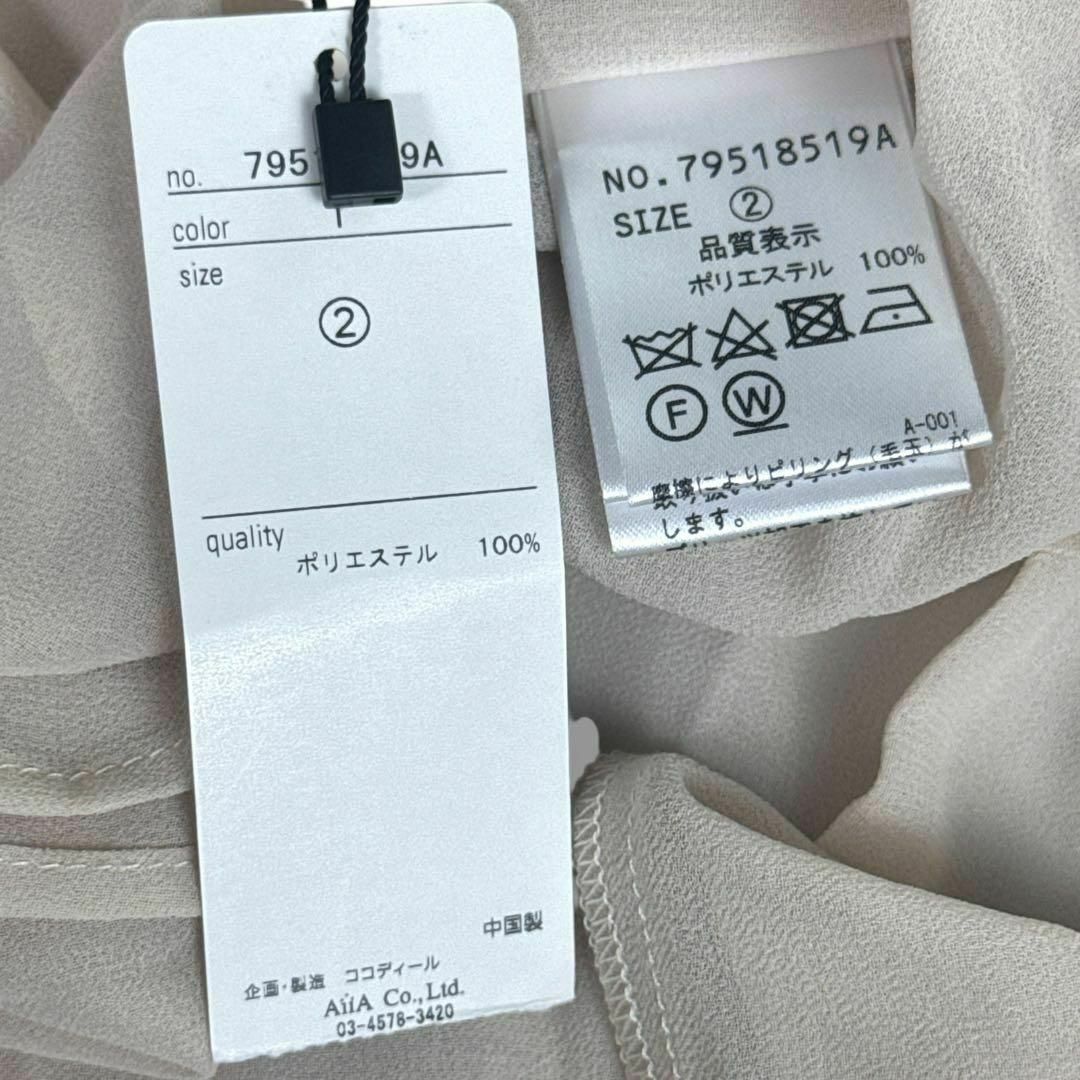 no. 795 9A
color
size
②
quality
ポリエステル 100%
中国製
企画・製造 ココディール
AiiA Co.,Ltd.
03-4578-3420
NO.79518519A
SIZE ②
品質表示
ポリエステル 100%
F W
A-001
摩擦によりピリング(毛玉)が
します。